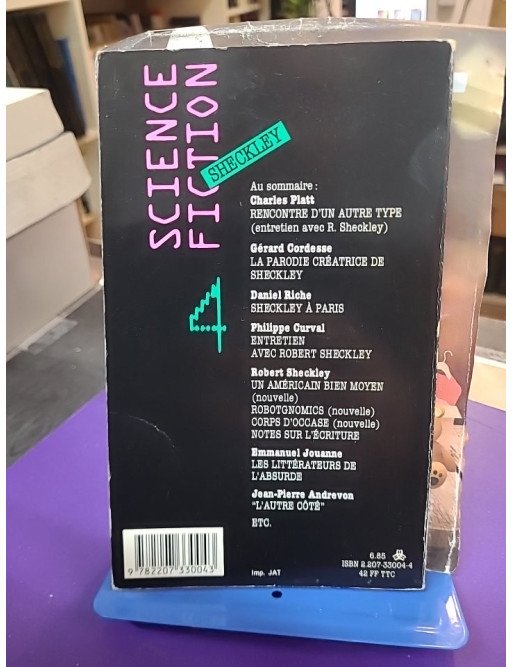 SCIENCE
FICTION
SHECKLEY
4
Au sommaire :
Charles Platt
RENCONTRE D'UN AUTRE TYPE
(entretien avec R. Sheckley)
Gérard Cordesse
LA PARODIE CRÉATRICE DE
SHECKLEY
Daniel Riche
SHECKLEY À PARIS
Philippe Curval
ENTRETIEN
AVEC ROBERT SHECKLEY
Robert Sheckley
UN AMÉRICAIN BIEN MOYEN
(nouvelle)
ROBOTGNOMICS (nouvelle)
CORPS D'OCCASE (nouvelle)
NOTES SUR L'ÉCRITURE
Emmanuel Jouanne
LES LITTÉRATEURS DE
L'ABSURDE
Jean-Pierre Andrevon
"L'AUTRE CÔTÉ"
ETC.
9 782207 330043
Imp. JAT
6.85
ISBN 2.207-33004-4
42 FF TTC